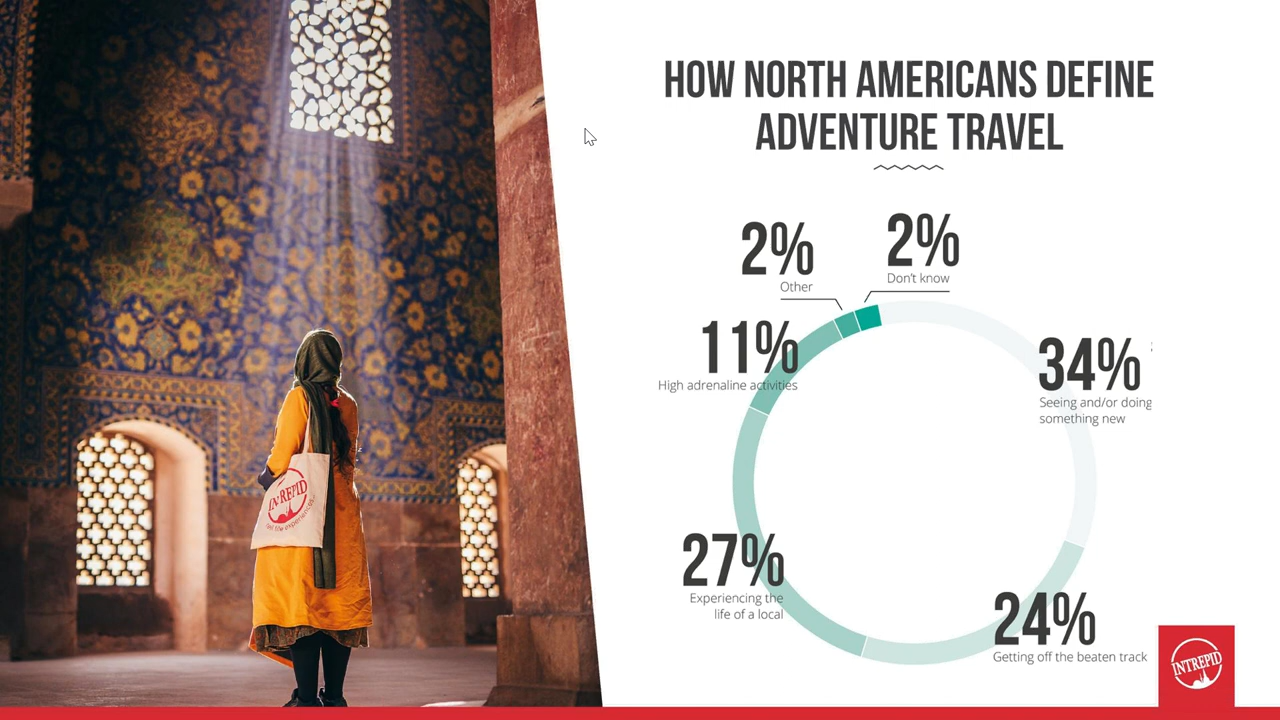 HOW NORTH AMERICANS DEFINE
ADVENTURE TRAVEL
2%
Other
2%
Don't know
11%
High adrenaline activities
34%
Seeing and/or doing
something new
27%
Experiencing the
life of a local
24%
Getting off the beaten track
INTREPID
INTREPID